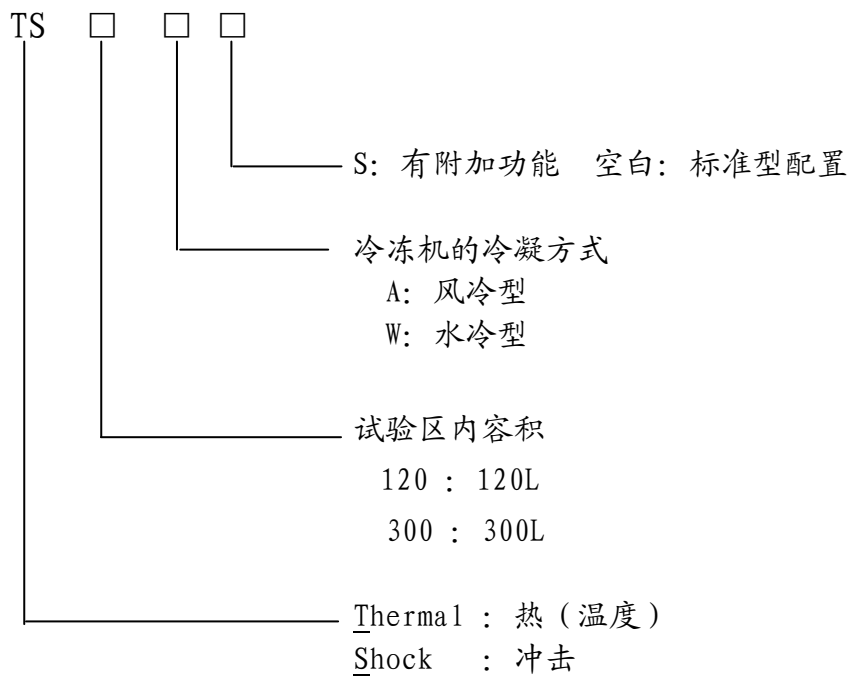 TS □ □ □
S: 有附加功能 空白: 标准型配置
冷冻机的冷凝方式
A: 风冷型
W: 水冷型
试验区内容积
120 : 120L
300 : 300L
Thermal : 热 (温度)
Shock : 冲击